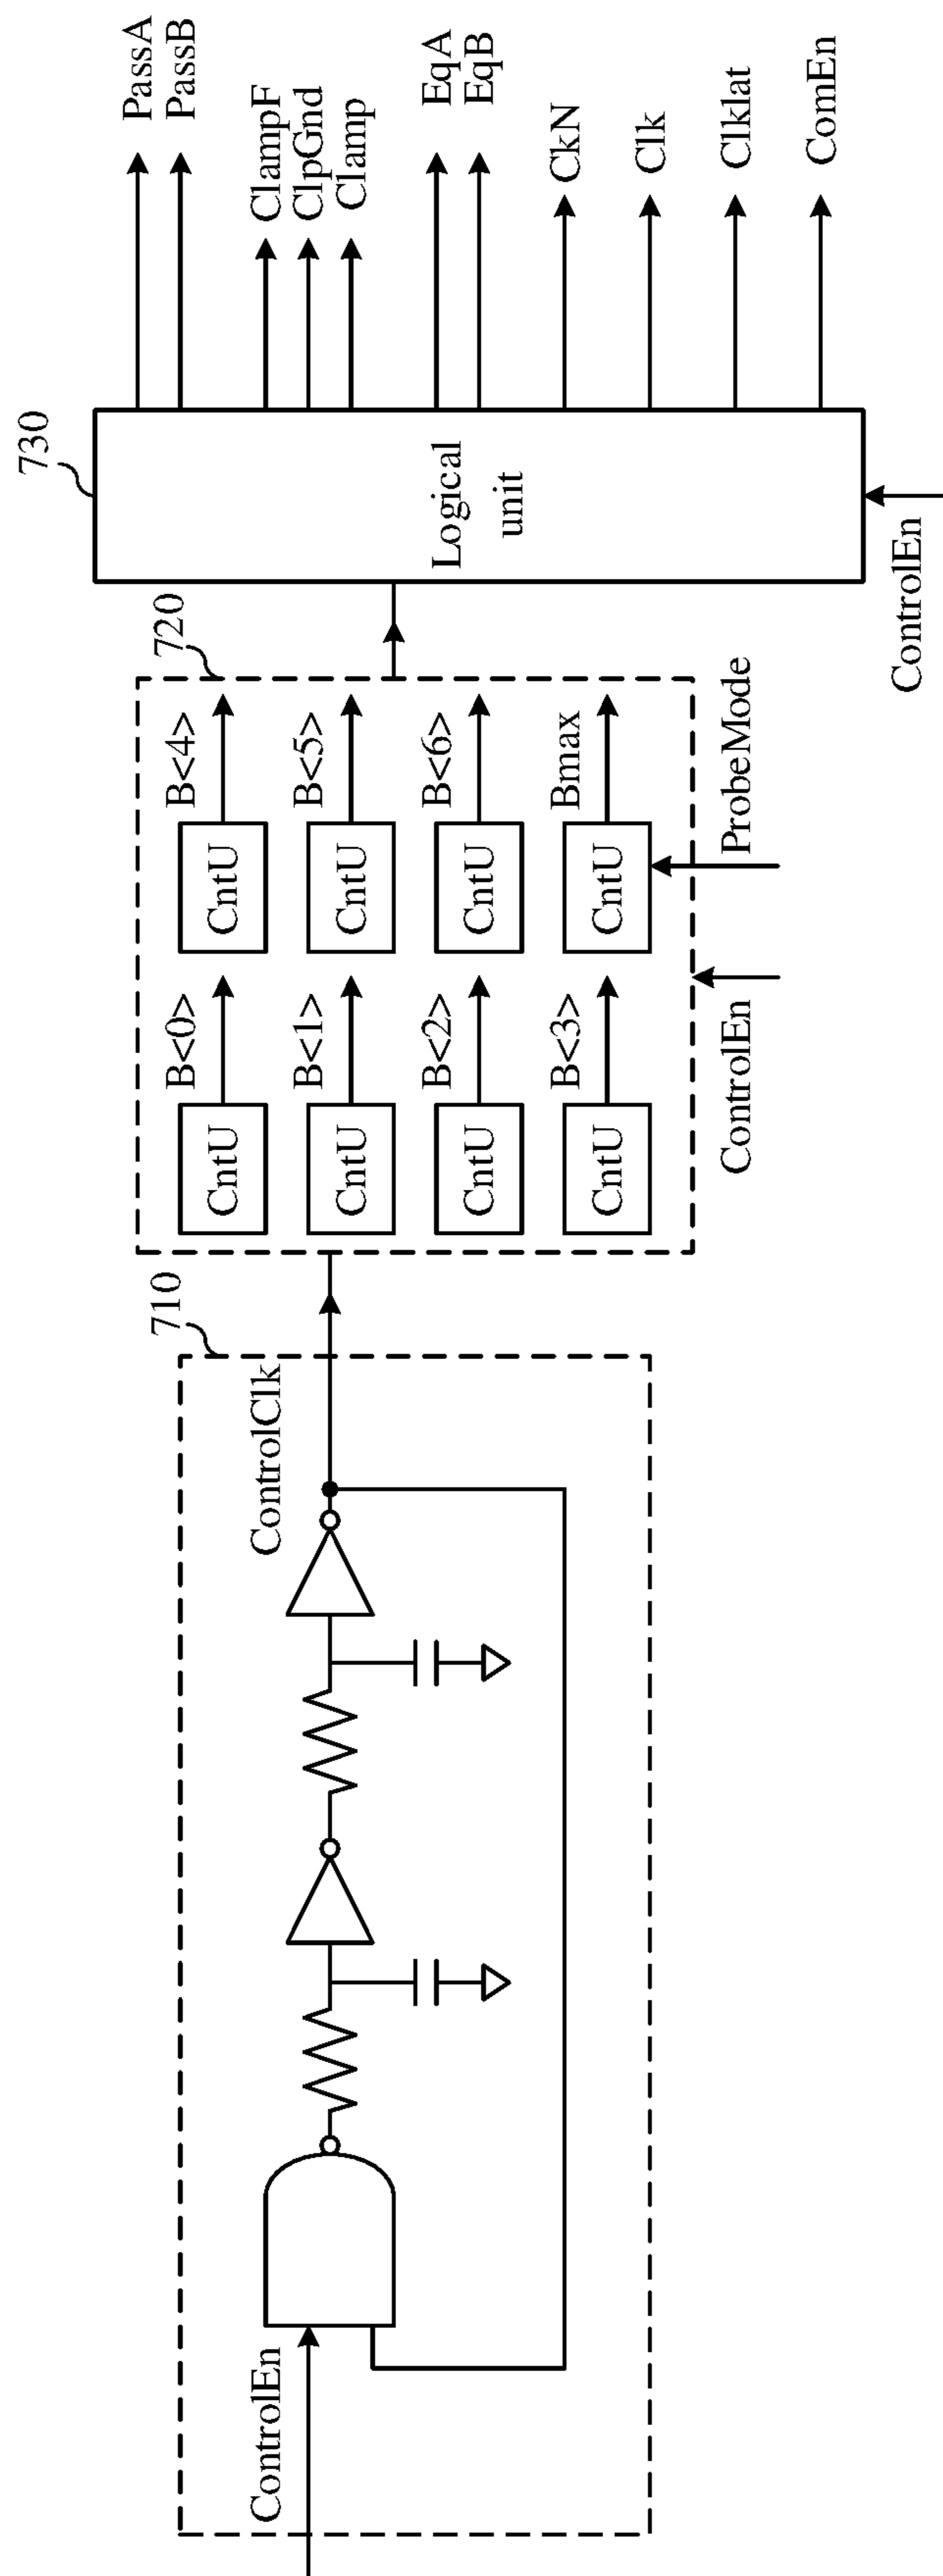 710
ControlEn
ControlClk
720
CntU
B<0>
CntU
B<4>
CntU
B<1>
CntU
B<5>
CntU
B<2>
CntU
B<6>
CntU
B<3>
CntU
Bmax
ControlEn
ProbeMode
730
Logical
unit
ControlEn
PassA
PassB
ClampF
ClpGnd
Clamp
EqA
EqB
CkN
Clk
Clklat
ComEn